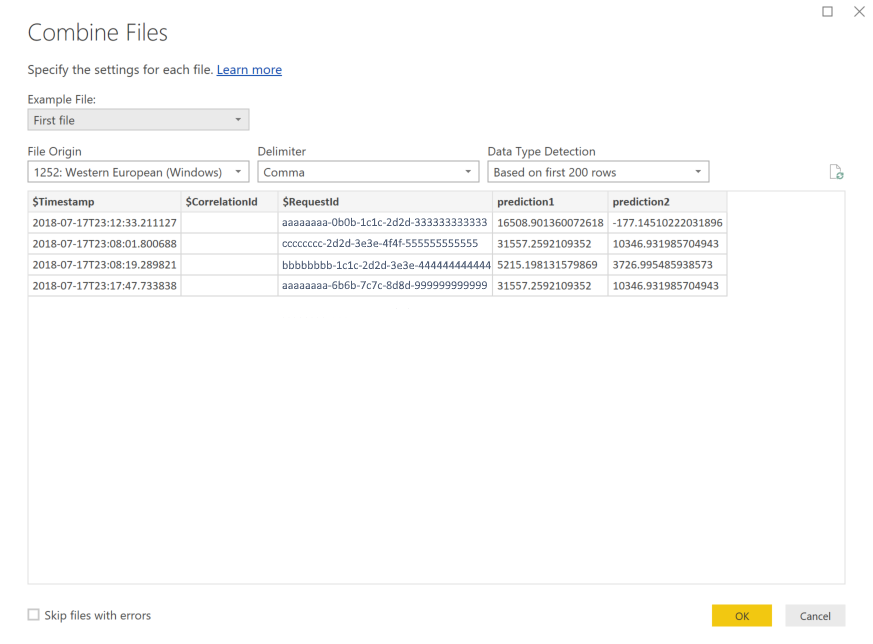 Combine Files
Specify the settings for each file. Learn more
Example File:
First file
File Origin Delimiter Data Type Detection
1252: Western European (Windows) Comma Based on first 200 rows
$Timestamp $CorrelationId $RequestId prediction1 prediction2
2018-07-17T23:12:33.211127 aaaaaaaa-0b0b-1c1c-2d2d-333333333333 16508.901360072618 -177.14510222031896
2018-07-17T23:08:01.800688 cccccccc-2d2d-3e3e-4f4f-555555555555 31557.2592109352 10346.931985704943
2018-07-17T23:08:19.289821 bbbbbbbb-1c1c-2d2d-3e3e-444444444444 5215.198131579869 3726.995485938573
2018-07-17T23:17:47.733838 aaaaaaaa-6b6b-7c7c-8d8d-999999999999 31557.2592109352 10346.931985704943
Skip files with errors
OK Cancel